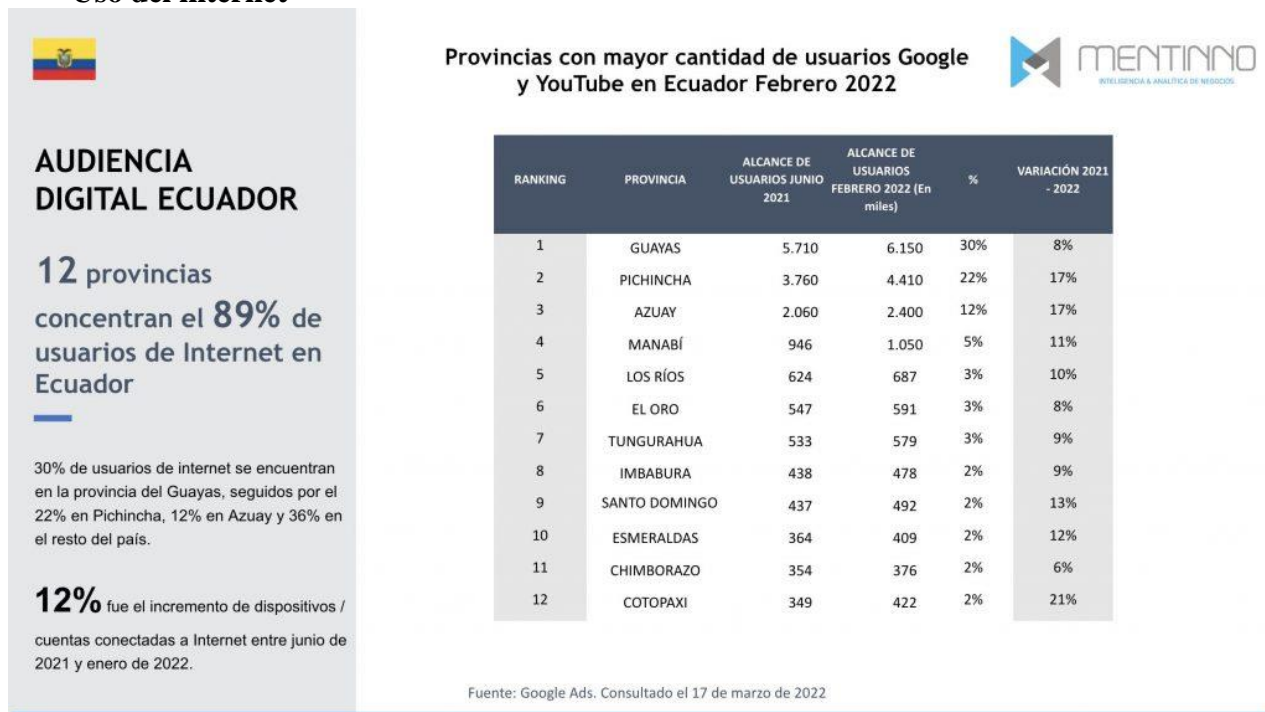 Uso del internet
AUDIENCIA
DIGITAL ECUADOR
12 provincias
concentran el 89% de
usuarios de Internet en
Ecuador
30% de usuarios de internet se encuentran
en la provincia del Guayas, seguidos por el
22% en Pichincha, 12% en Azuay y 36% en
el resto del país.
12% fue el incremento de dispositivos /
cuentas conectadas a Internet entre junio de
2021 y enero de 2022.
Provincias con mayor cantidad de usuarios Google
y YouTube en Ecuador Febrero 2022
MENTINNO
INTELIGENCIA & ANALÍTICA DE NEGOCIOS
RANKING PROVINCIA ALCANCE DE USUARIOS JUNIO 2021 ALCANCE DE USUARIOS FEBRERO 2022 (En miles) % VARIACIÓN 2021 - 2022
1 GUAYAS 5.710 6.150 30% 8%
2 PICHINCHA 3.760 4.410 22% 17%
3 AZUAY 2.060 2.400 12% 17%
4 MANABÍ 946 1.050 5% 11%
5 LOS RÍOS 624 687 3% 10%
6 EL ORO 547 591 3% 8%
7 TUNGURAHUA 533 579 3% 9%
8 IMBABURA 438 478 2% 9%
9 SANTO DOMINGO 437 492 2% 13%
10 ESMERALDAS 364 409 2% 12%
11 CHIMBORAZO 354 376 2% 6%
12 COTOPAXI 349 422 2% 21%
Fuente: Google Ads. Consultado el 17 de marzo de 2022